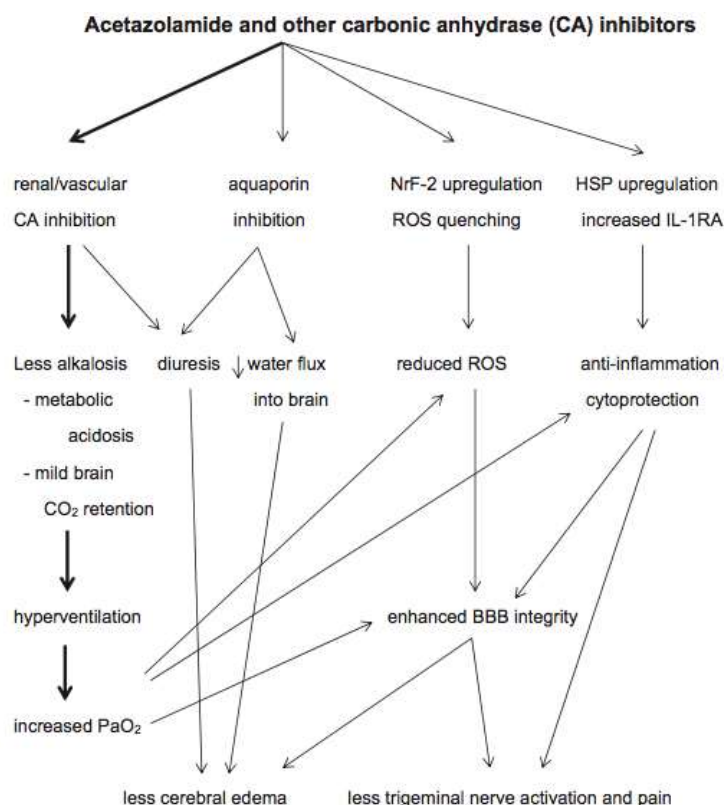 Acetazolamide and other carbonic anhydrase (CA) inhibitors
renal/vascular
CA inhibition
aquaporin
inhibition
NrF-2 upregulation
ROS quenching
HSP upregulation
increased IL-1RA
Less alkalosis
- metabolic
acidosis
- mild brain
CO₂ retention
diuresis
↓ water flux
into brain
reduced ROS
anti-inflammation
cytoprotection
hyperventilation
enhanced BBB integrity
increased PaO₂
less cerebral edema
less trigeminal nerve activation and pain